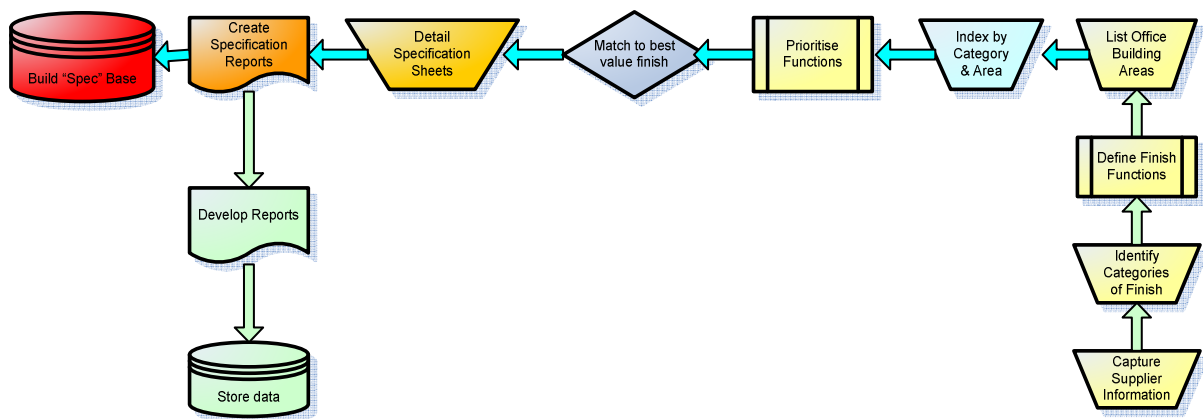 Build "Spec" Base
Create
Specification
Reports
Detail
Specification
Sheets
Match to best
value finish
Prioritise
Functions
Index by
Category
& Area
List Office
Building
Areas
Define Finish
Functions
Develop Reports
Identify
Categories
of Finish
Store data
Capture
Supplier
Information